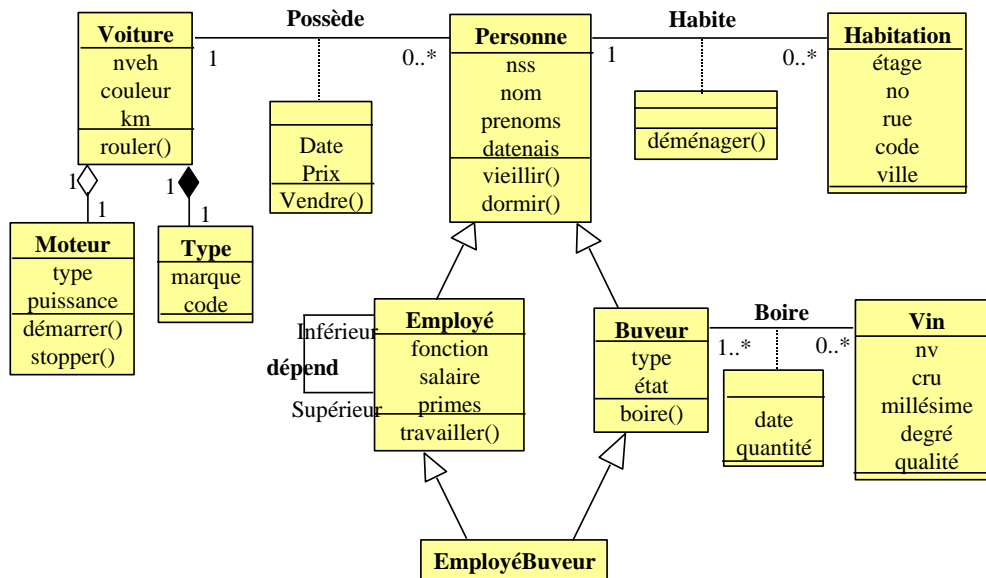 Possède
Habite
Voiture
nveh
couleur
km
rouler()
1
0..*
Date
Prix
Vendre()
Personne
nss
nom
prenoms
datenais
vieillir()
dormir()
1
0..*
déménager()
Habitation
étage
no
rue
code
ville
1
1
1
1
Moteur
type
puissance
démarrer()
stopper()
Type
marque
code
Inférieur
dépend
Supérieur
Employé
fonction
salaire
primes
travailler()
Buveur
type
état
boire()
Boire
1..*
0..*
date
quantité
Vin
nv
cru
millésime
degré
qualité
EmployéBuveur